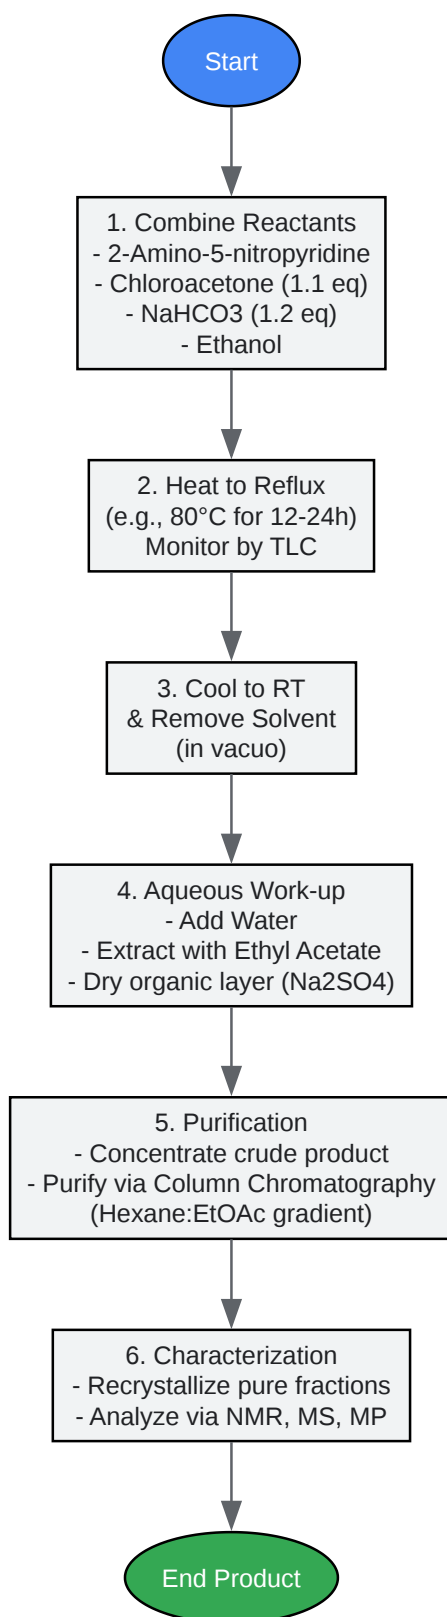 Start
1. Combine Reactants
- 2-Amino-5-nitropyridine
- Chloroacetone (1.1 eq)
- NaHCO3 (1.2 eq)
- Ethanol
2. Heat to Reflux
(e.g., 80°C for 12-24h)
Monitor by TLC
3. Cool to RT
& Remove Solvent
(in vacuo)
4. Aqueous Work-up
- Add Water
- Extract with Ethyl Acetate
- Dry organic layer (Na2SO4)
5. Purification
- Concentrate crude product
- Purify via Column Chromatography
(Hexane:EtOAc gradient)
6. Characterization
- Recrystallize pure fractions
- Analyze via NMR, MS, MP
End Product